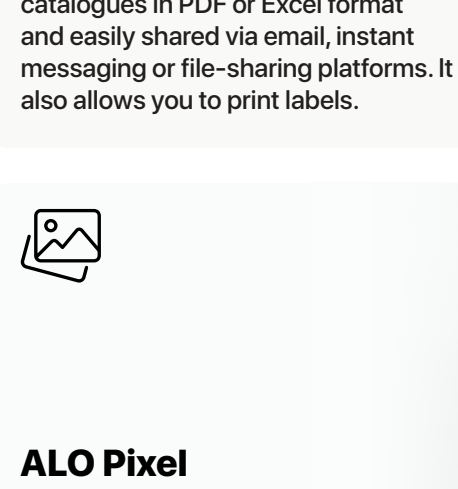 catalogues in PDF or Excel format
and easily shared via email, instant
messaging or file-sharing platforms. It
also allows you to print labels.
ALO Pixel